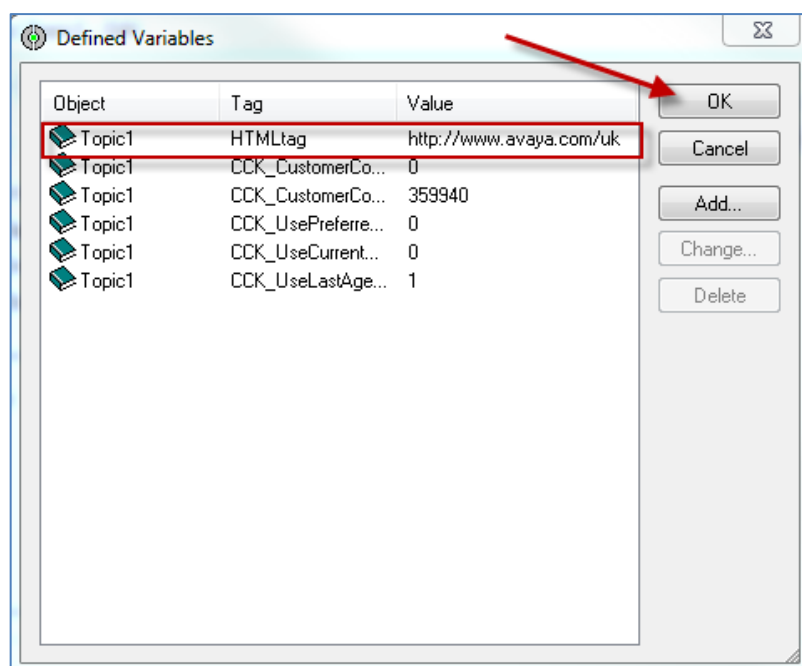 Defined Variables
Object Tag Value
Topic1 HTMLtag http://www.avaya.com/uk
Topic1 CCK_CustomerCo... 0
Topic1 CCK_CustomerCo... 359940
Topic1 CCK_UsePreferre... 0
Topic1 CCK_UseCurrent... 0
Topic1 CCK_UseLastAge... 1
OK
Cancel
Add...
Change...
Delete